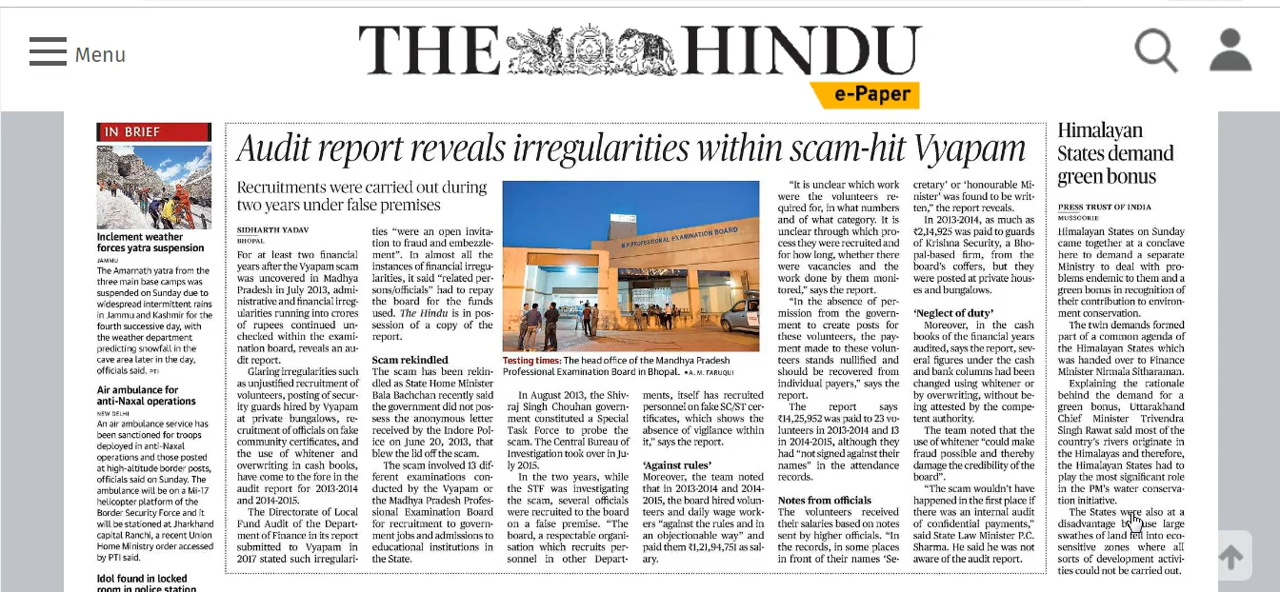 Menu
THE HINDU
e-Paper
IN BRIEF
Inclement weather
forces yatra suspension
JAMMU
The Amarnath yatra from the
three main base camps was
suspended on Sunday due to
widespread intermittent rains
in Jammu and Kashmir for the
fourth successive day, with
the weather department
predicting snowfall in the
cave area later in the day,
officials said. PTI
Air ambulance for
anti-Naxal operations
NEW DELHI
An air ambulance service has
been sanctioned for troops
deployed in anti-Naxal
operations and those posted
at high-altitude border posts,
officials said on Sunday. The
ambulance will be on a Mi-17
helicopter platform of the
Border Security Force and it
will be stationed at Jharkhand
capital Ranchi, a recent Union
Home Ministry order accessed
by PTI said.
Idol found in locked
room in police station
Audit report reveals irregularities within scam-hit Vyapam
Recruitments were carried out during
two years under false premises
SIDHARTH YADAV
BHOPAL
For at least two financial
years after the Vyapam scam
was uncovered in Madhya
Pradesh in July 2013, admi-
nistrative and financial irreg-
ularities running into crores
of rupees continued un-
checked within the exami-
nation board, reveals an au-
dit report.
Glaring irregularities such
as unjustified recruitment of
volunteers, posting of secur-
ity guards hired by Vyapam
at private bungalows, re-
cruitment of officials on fake
community certificates, and
the use of whitener and
overwriting in cash books,
have come to the fore in the
audit report for 2013-2014
and 2014-2015.
The Directorate of Local
Fund Audit of the Depart-
ment of Finance in its report
submitted to Vyapam in
2017 stated such irregulari-
ties “were an open invita-
tion to fraud and embezzle-
ment”. In almost all the
instances of financial irregu-
larities, it said “related per-
sons/officials” had to repay
the board for the funds
used. The Hindu is in pos-
session of a copy of the
report.
Scam rekindled
The scam has been rekin-
dled as State Home Minister
Bala Bachchan recently said
the government did not pos-
sess the anonymous letter
received by the Indore Pol-
ice on June 20, 2013, that
blew the lid off the scam.
The scam involved 13 dif-
ferent examinations con-
ducted by the Vyapam or
the Madhya Pradesh Profes-
sional Examination Board
for recruitment to govern-
ment jobs and admissions to
educational institutions in
the State.
M.P. PROFESSIONAL EXAMINATION BOARD
Testing times: The head office of the Mandhya Pradesh
Professional Examination Board in Bhopal. •A. M. FARUQUI
In August 2013, the Shiv-
raj Singh Chouhan govern-
ment constituted a Special
Task Force to probe the
scam. The Central Bureau of
Investigation took over in Ju-
ly 2015.
In the two years, while
the STF was investigating
the scam, several officials
were recruited to the board
on a false premise. “The
board, a respectable organi-
sation which recruits per-
sonnel in other Depart-
ments, itself has recruited
personnel on fake SC/ST cer-
tificates, which shows the
absence of vigilance within
it,” says the report.
‘Against rules’
Moreover, the team noted
that in 2013-2014 and 2014-
2015, the board hired volun-
teers and daily wage work-
ers “against the rules and in
an objectionable way” and
paid them ₹1,21,94,751 as sal-
ary.
“It is unclear which work
were the volunteers re-
quired for, in what numbers
and of what category. It is
unclear through which pro-
cess they were recruited and
for how long, whether there
were vacancies and the
work done by them moni-
tored,” says the report.
“In the absence of per-
mission from the govern-
ment to create posts for
these volunteers, the pay-
ment made to these volun-
teers stands nullified and
should be recovered from
individual payers,” says the
report.
The report says
₹14,25,952 was paid to 23 vo-
lunteers in 2013-2014 and 13
in 2014-2015, although they
had “not signed against their
names” in the attendance
records.
Notes from officials
The volunteers received
their salaries based on notes
sent by higher officials. “In
the records, in some places
in front of their names ‘Se-
cretary’ or ‘honourable Mi-
nister’ was found to be writ-
ten,” the report reveals.
In 2013-2014, as much as
₹2,14,925 was paid to guards
of Krishna Security, a Bho-
pal-based firm, from the
board’s coffers, but they
were posted at private hous-
es and bungalows.
‘Neglect of duty’
Moreover, in the cash
books of the financial years
audited, says the report, sev-
eral figures under the cash
and bank columns had been
changed using whitener or
by overwriting, without be-
ing attested by the compe-
tent authority.
The team noted that the
use of whitener “could make
fraud possible and thereby
damage the credibility of the
board”.
“The scam wouldn’t have
happened in the first place if
there was an internal audit
of confidential payments,”
said State Law Minister P.C.
Sharma. He said he was not
aware of the audit report.
Himalayan
States demand
green bonus
PRESS TRUST OF INDIA
MUSSOORIE
Himalayan States on Sunday
came together at a conclave
here to demand a separate
Ministry to deal with pro-
blems endemic to them and a
green bonus in recognition of
their contribution to environ-
ment conservation.
The twin demands formed
part of a common agenda of
the Himalayan States which
was handed over to Finance
Minister Nirmala Sitharaman.
Explaining the rationale
behind the demand for a
green bonus, Uttarakhand
Chief Minister Trivendra
Singh Rawat said most of the
country’s rivers originate in
the Himalayas and therefore,
the Himalayan States had to
play the most significant role
in the PM’s water conserva-
tion initiative.
The States were also at a
disadvantage because large
swathes of land fell into eco-
sensitive zones where all
sorts of development activi-
ties could not be carried out.